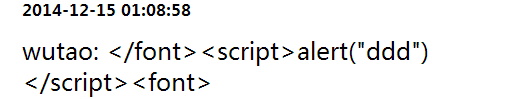 2014-12-15 01:08:58
wutao: </font><script>alert("ddd")
</script><font>